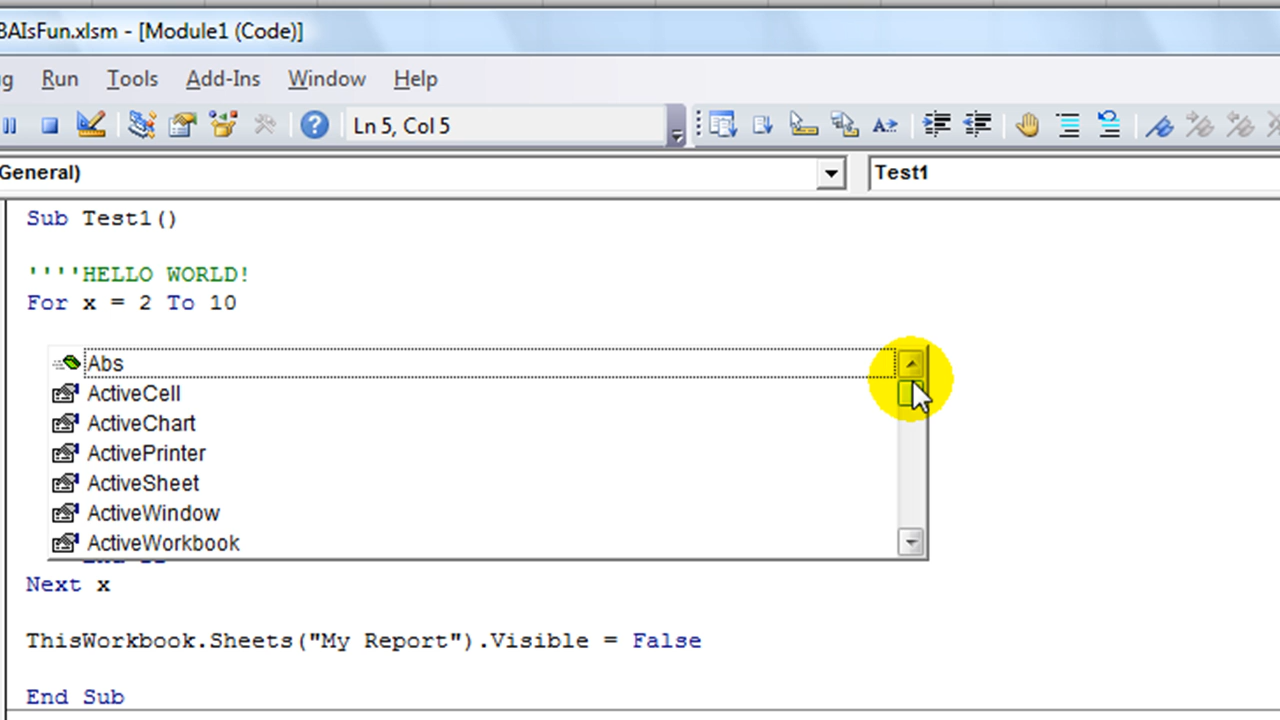 BAIsFun.xlsm - [Module1 (Code)]
g Run Tools Add-Ins Window Help
Ln 5, Col 5
General) Test1
Sub Test1()
''''HELLO WORLD!
For x = 2 To 10
Abs
ActiveCell
ActiveChart
ActivePrinter
ActiveSheet
ActiveWindow
ActiveWorkbook
Next x
ThisWorkbook.Sheets("My Report").Visible = False
End Sub